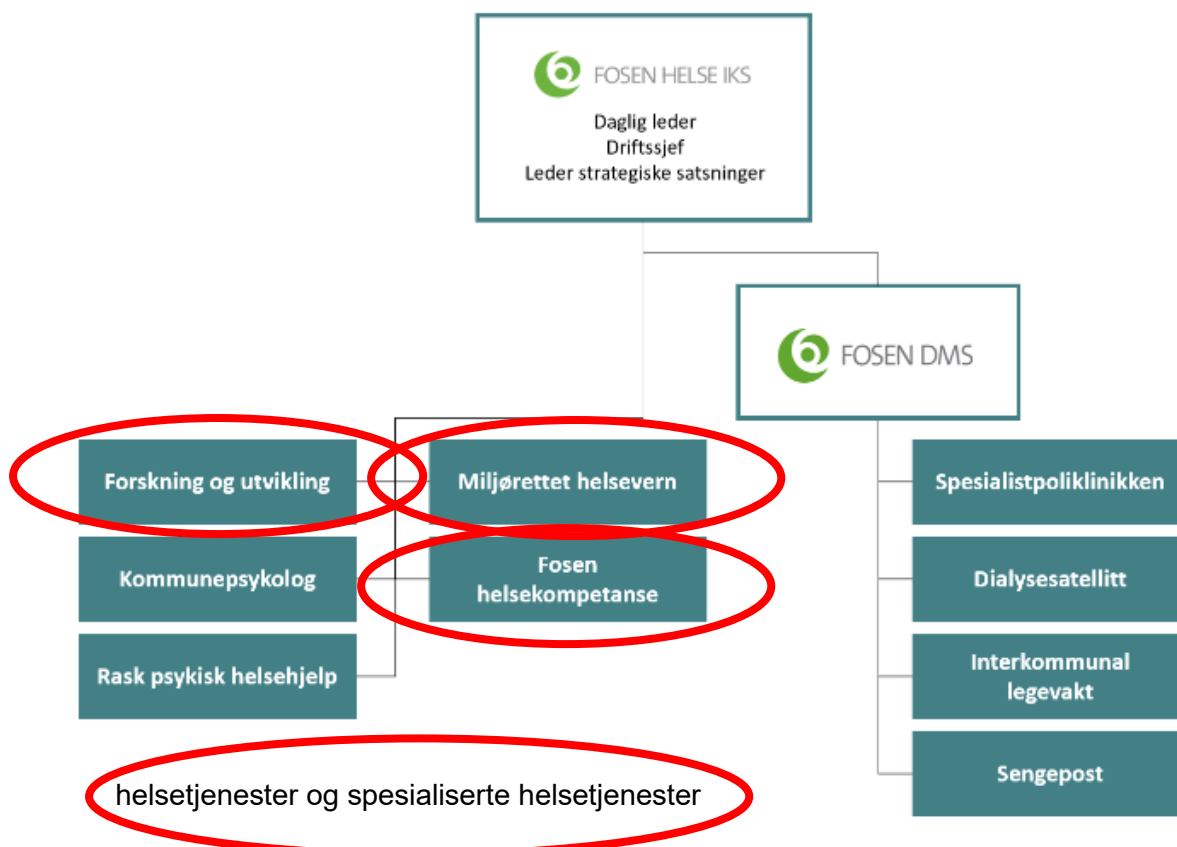 FOSEN HELSE IKS
Daglig leder
Driftssjef
Leder strategiske satsninger
FOSEN DMS
Forskning og utvikling
Miljørettet helsevern
Spesialistpoliklinikken
Kommunepsykolog
Fosen
helsekompetanse
Dialysesatellitt
Rask psykisk helsehjelp
Interkommunal
legevakt
Sengepost
helsetjenester og spesialiserte helsetjenester